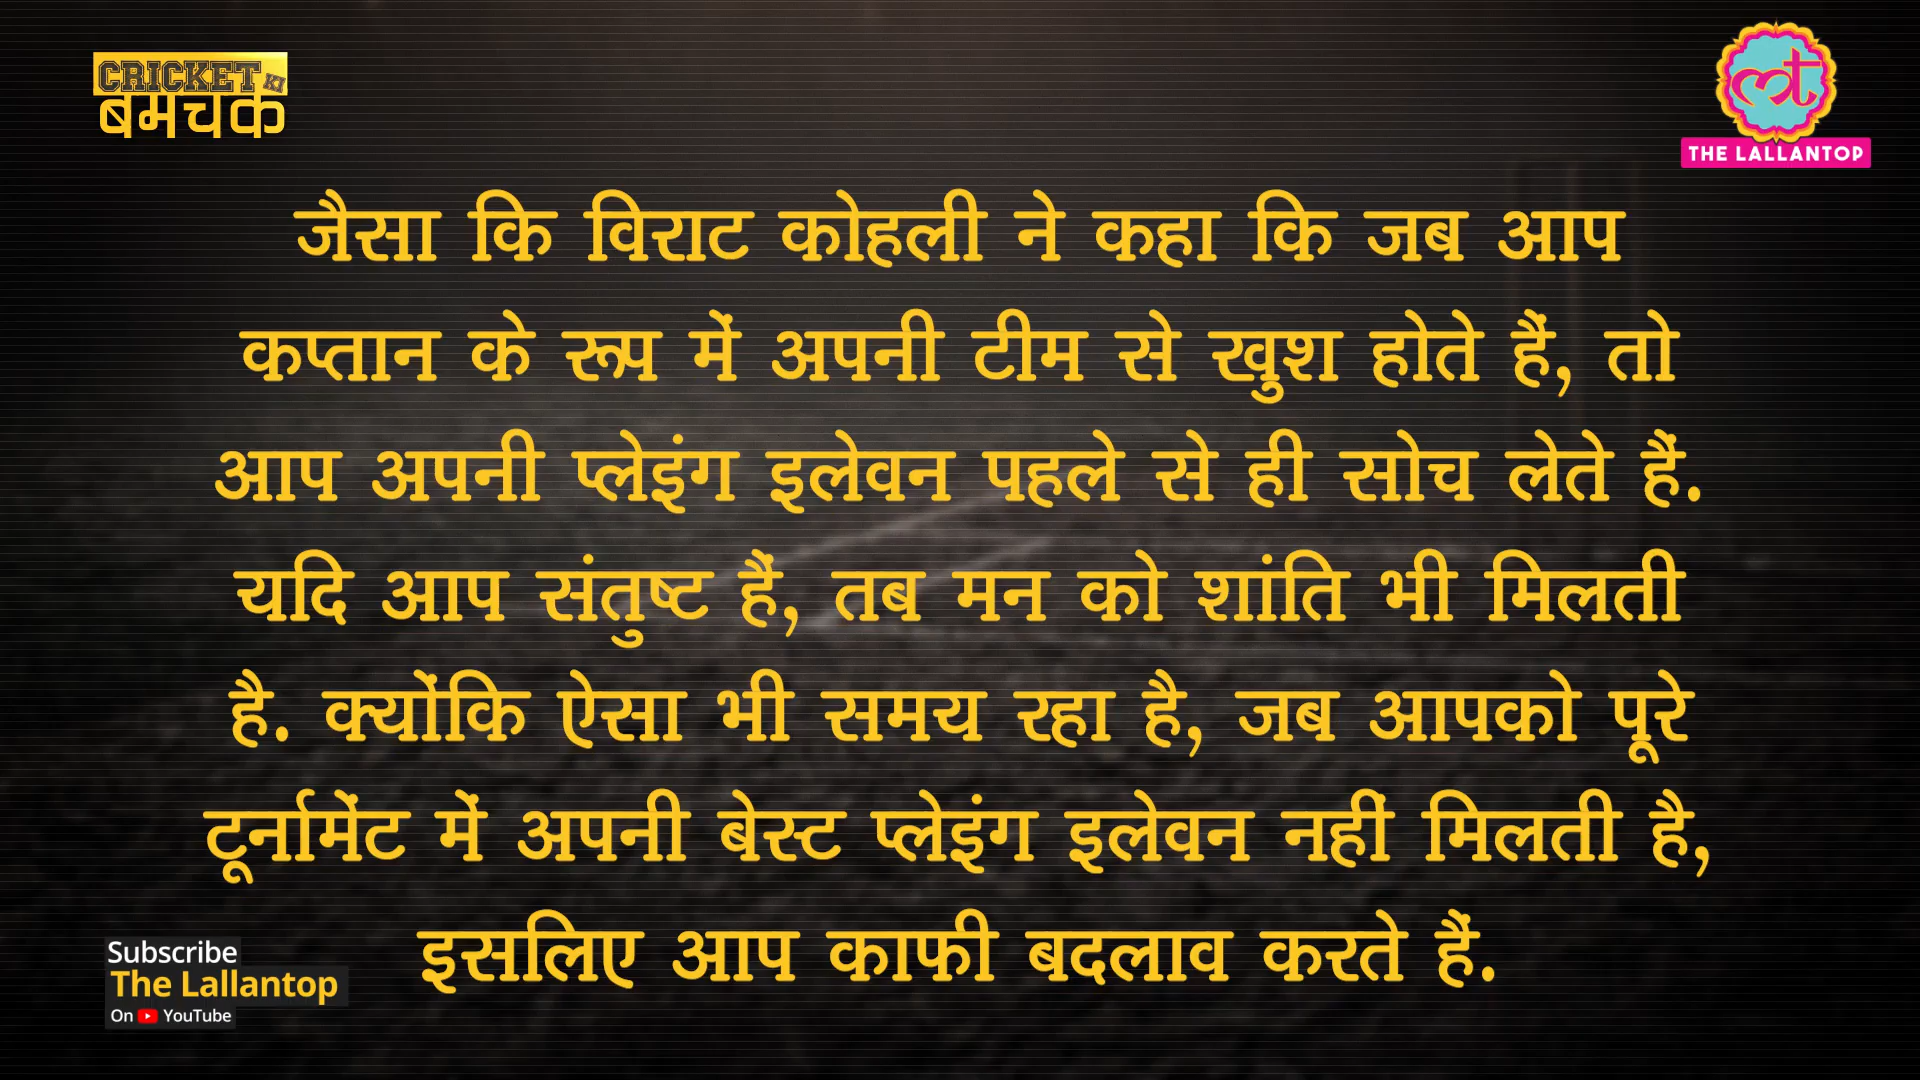 CRICKET KI
बमचक
lt
THE LALLANTOP
जैसा कि विराट कोहली ने कहा कि जब आप
कप्तान के रूप में अपनी टीम से खुश होते हैं, तो
आप अपनी प्लेइंग इलेवन पहले से ही सोच लेते हैं.
यदि आप संतुष्ट हैं, तब मन को शांति भी मिलती
है. क्योंकि ऐसा भी समय रहा है, जब आपको पूरे
टूर्नामेंट में अपनी बेस्ट प्लेइंग इलेवन नहीं मिलती है,
इसलिए आप काफी बदलाव करते हैं.
Subscribe
The Lallantop
On YouTube